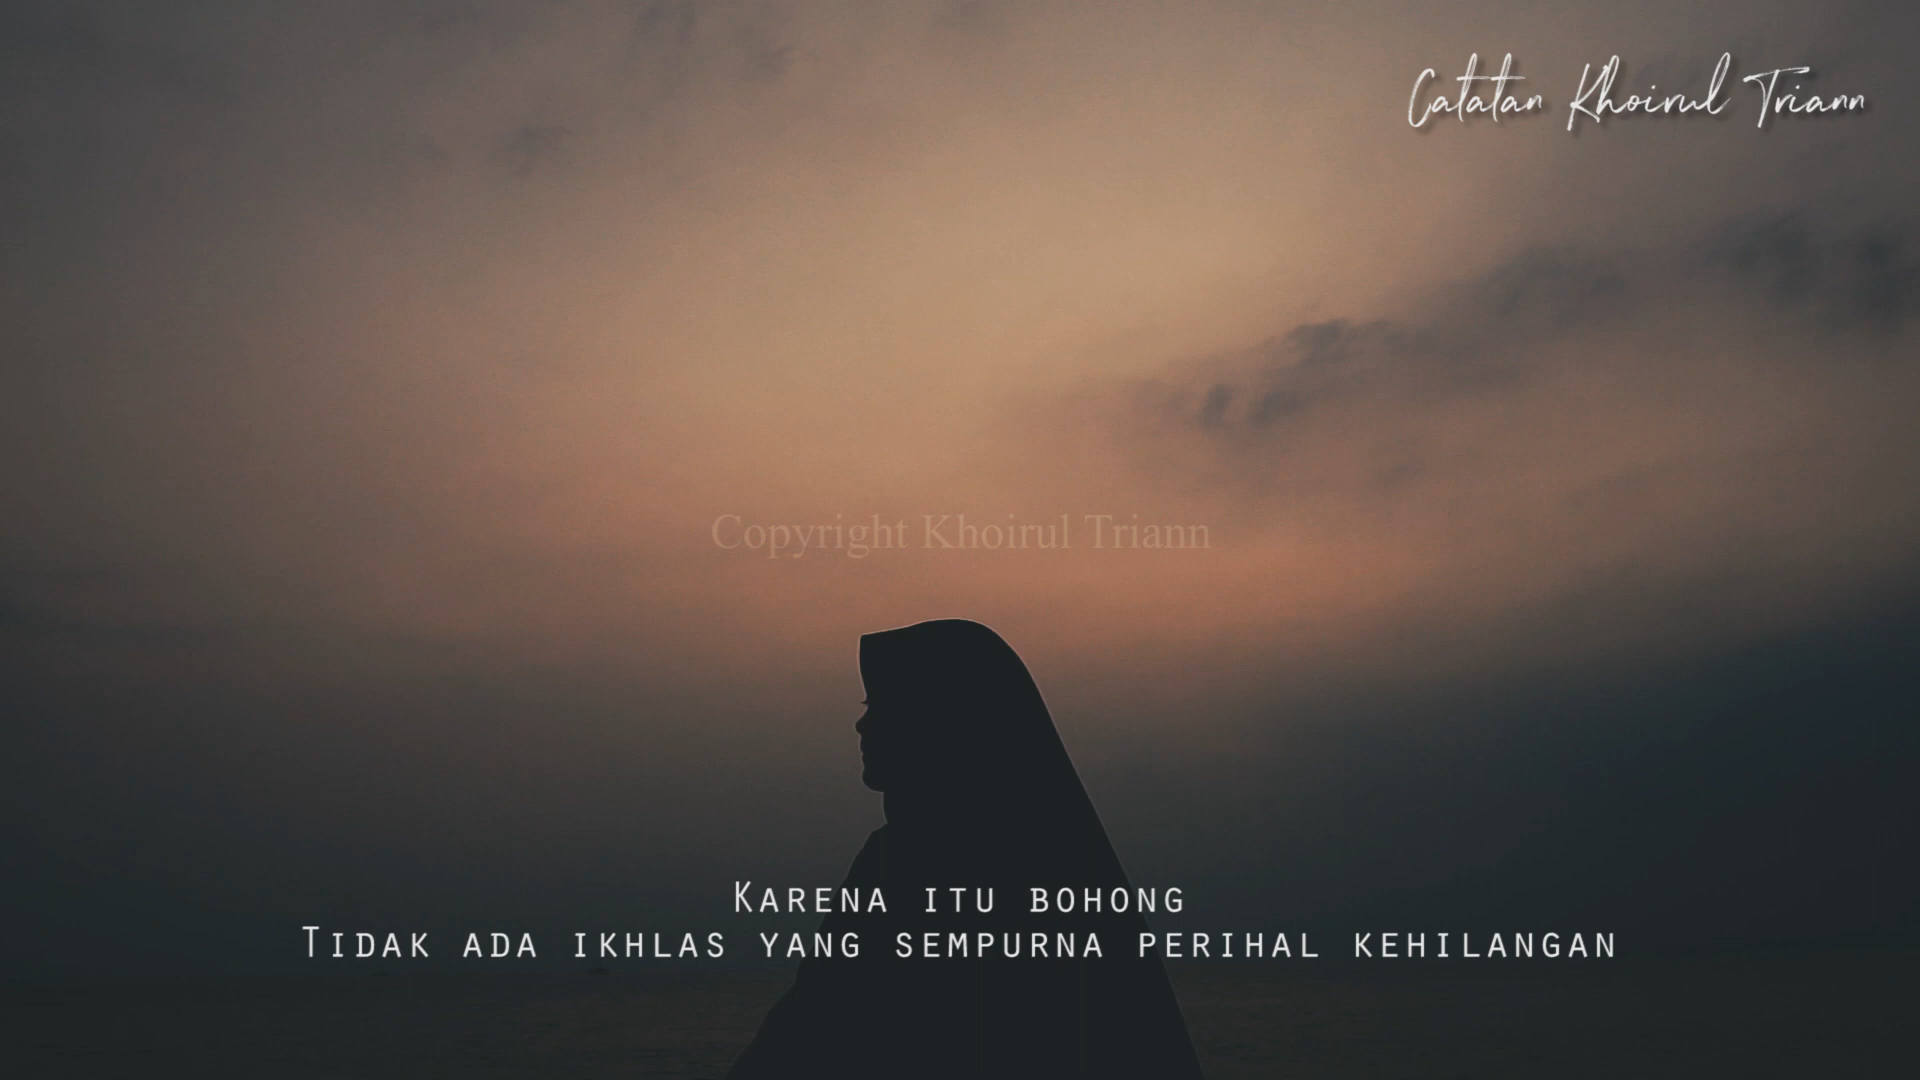 Catatan Khoirul Triann
Copyright Khoirul Triann
Karena itu bohong
Tidak ada ikhlas yang sempurna perihal kehilangan